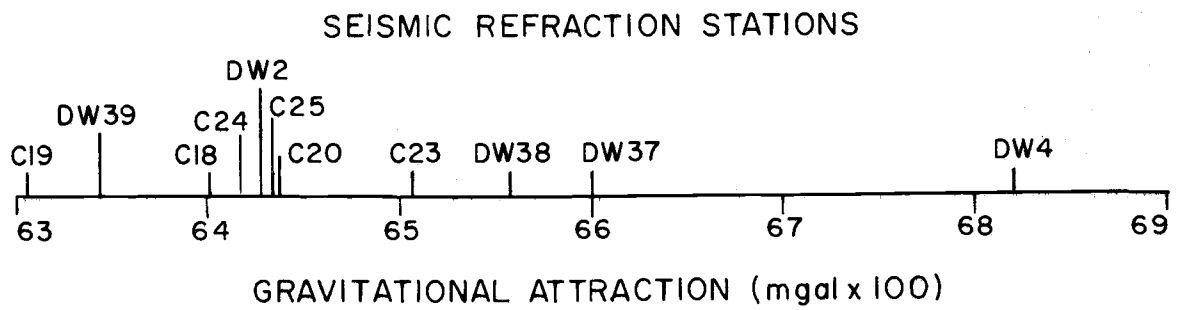 SEISMIC REFRACTION STATIONS
DW2
DW39 C24 C25
C19 C18 C20 C23 DW38 DW37 DW4
63 64 65 66 67 68 69
GRAVITATIONAL ATTRACTION (mgal x 100)